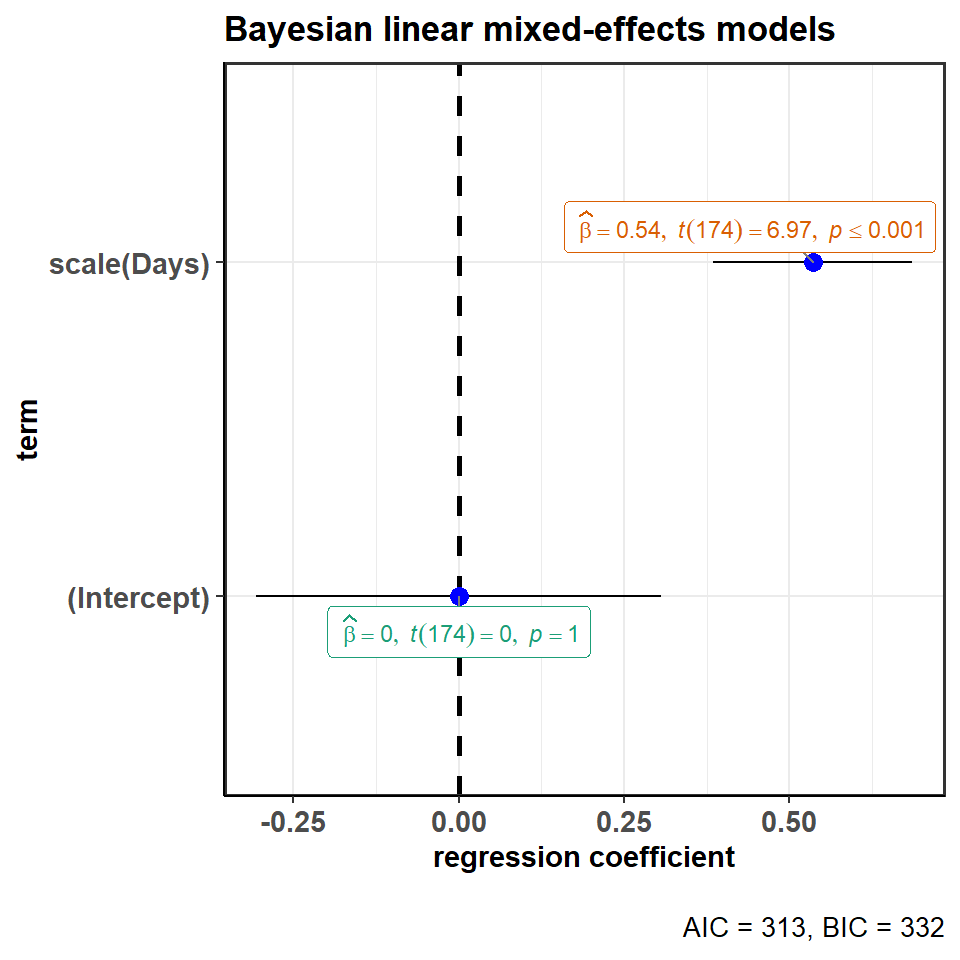 Bayesian linear mixed-effects models
β̂ = 0.54, t(174) = 6.97, p ≤ 0.001
scale(Days)
term
(Intercept)
β̂ = 0, t(174) = 0, p = 1
-0.25 0.00 0.25 0.50
regression coefficient
AIC = 313, BIC = 332